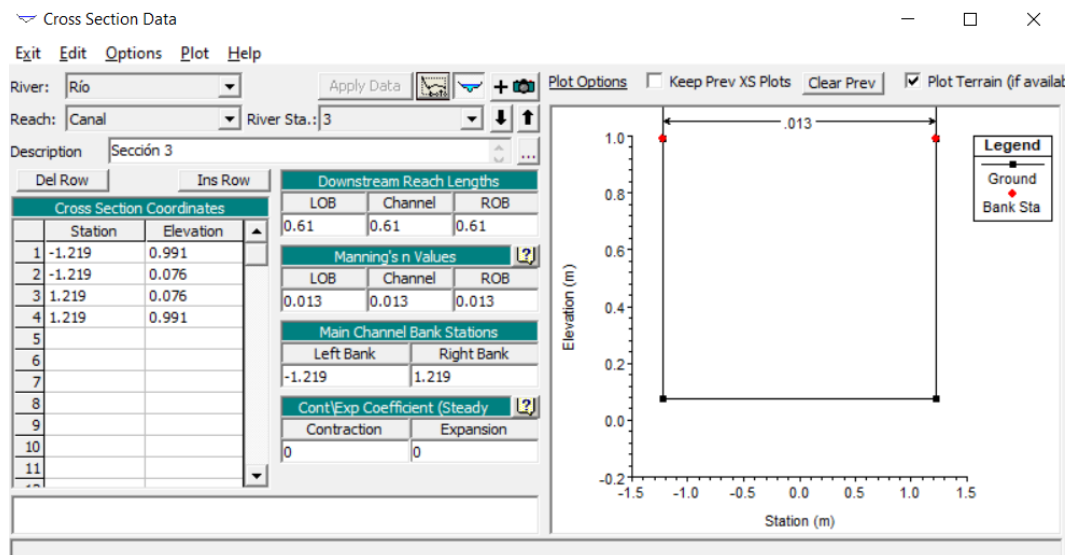 Cross Section Data
Exit Edit Options Plot Help
River: Río Apply Data Plot Options Keep Prev XS Plots Clear Prev Plot Terrain (if availab
Reach: Canal River Sta.: 3
Description Sección 3 ...
Del Row Ins Row
Cross Section Coordinates
Station Elevation
1 -1.219 0.991
2 -1.219 0.076
3 1.219 0.076
4 1.219 0.991
5
6
7
8
9
10
11
Downstream Reach Lengths
LOB Channel ROB
0.61 0.61 0.61
Manning's n Values
LOB Channel ROB
0.013 0.013 0.013
Main Channel Bank Stations
Left Bank Right Bank
-1.219 1.219
Cont\Exp Coefficient (Steady
Contraction Expansion
0 0
.013
1.0
0.8
0.6
0.4
0.2
0.0
-0.2
Elevation (m)
-1.5 -1.0 -0.5 0.0 0.5 1.0 1.5
Station (m)
Legend
Ground
Bank Sta